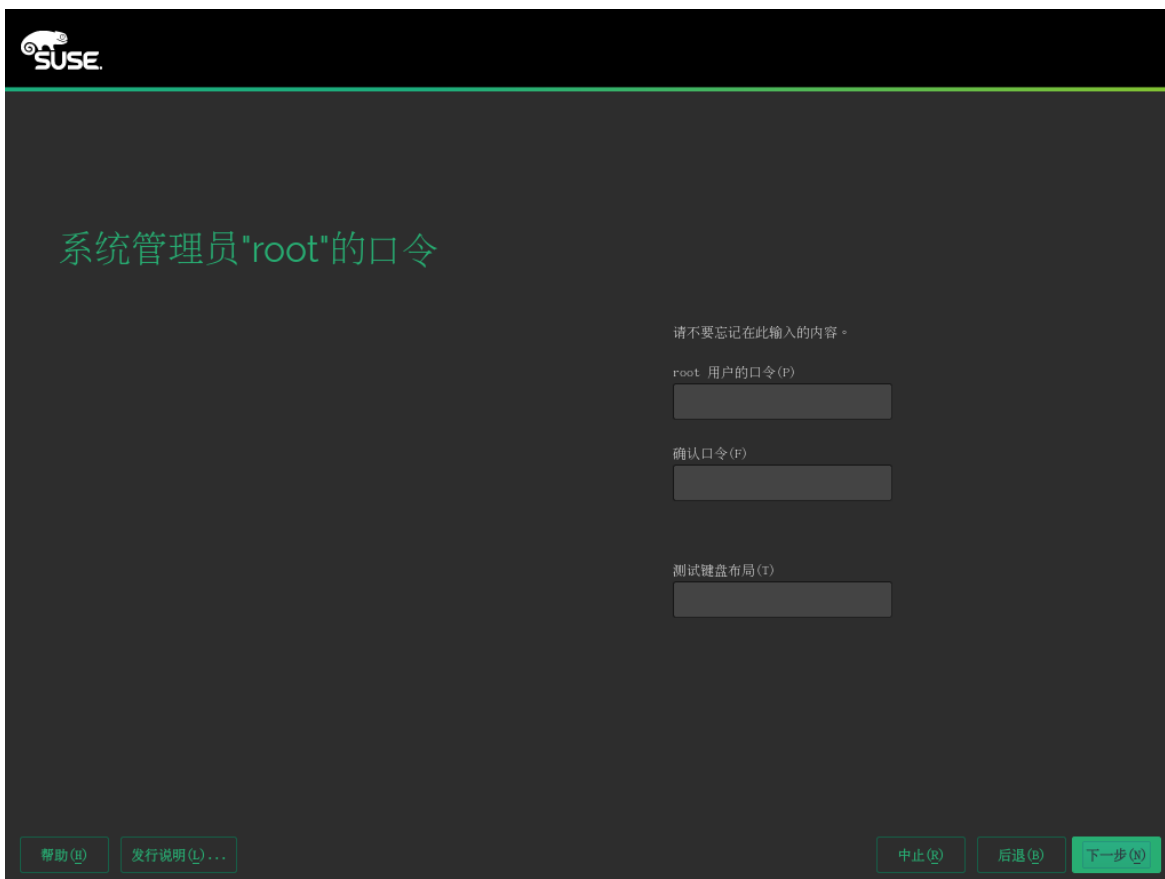 SUSE.
系统管理员"root"的口令
请不要忘记在此输入的内容。
root 用户的口令(P)
确认口令(F)
测试键盘布局(T)
帮助(H) 发行说明(L)... 中止(R) 后退(B) 下一步(N)